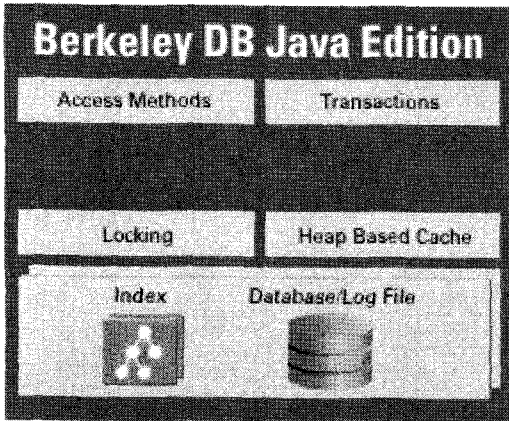 Berkeley DB Java Edition
Access Methods Transactions
Locking Heap Based Cache
Index Database/Log File